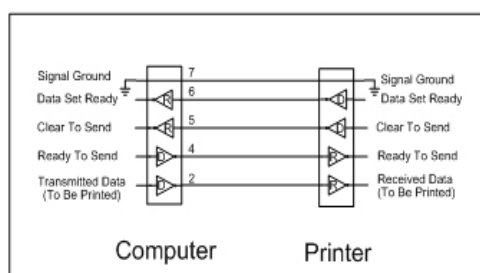 Signal Ground 7 Signal Ground
Data Set Ready R 6 D Data Set Ready
Clear To Send R 5 D Clear To Send
Ready To Send D 4 R Ready To Send
Transmitted Data D 2 R Received Data
(To Be Printed) (To Be Printed)
Computer Printer